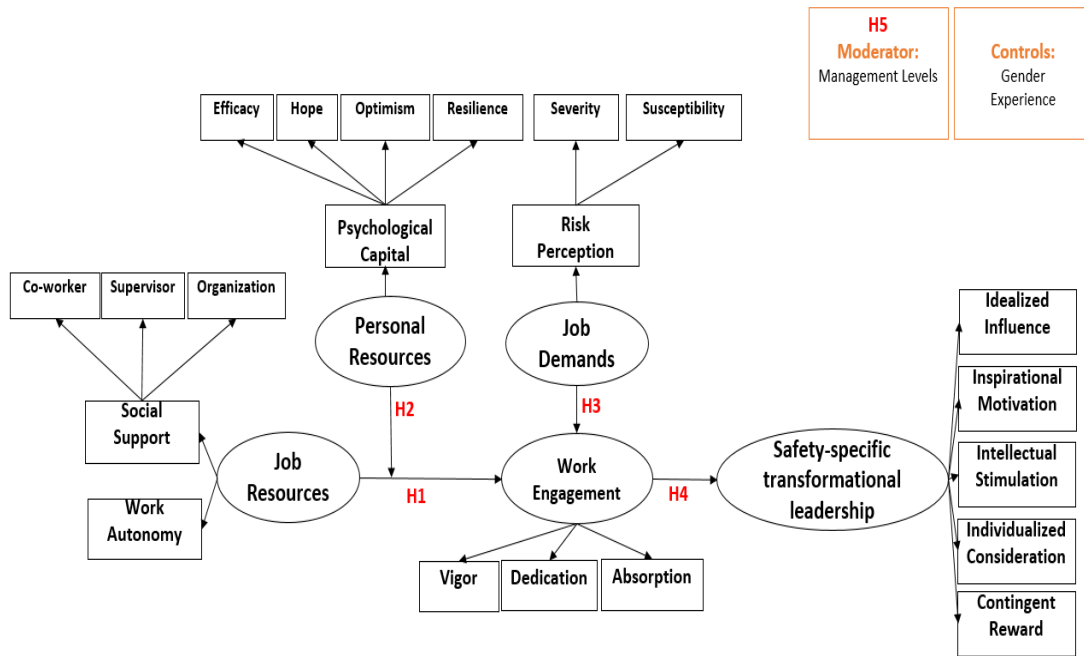 H5
Moderator:
Management Levels
Controls:
Gender
Experience
Efficacy
Hope
Optimism
Resilience
Severity
Susceptibility
Psychological
Capital
Risk
Perception
Co-worker
Supervisor
Organization
Personal
Resources
Job
Demands
Idealized
Influence
Inspirational
Motivation
Intellectual
Stimulation
Individualized
Consideration
Contingent
Reward
H2
H3
Social
Support
Work
Autonomy
Job
Resources
H1
Work
Engagement
H4
Safety-specific
transformational
leadership
Vigor
Dedication
Absorption